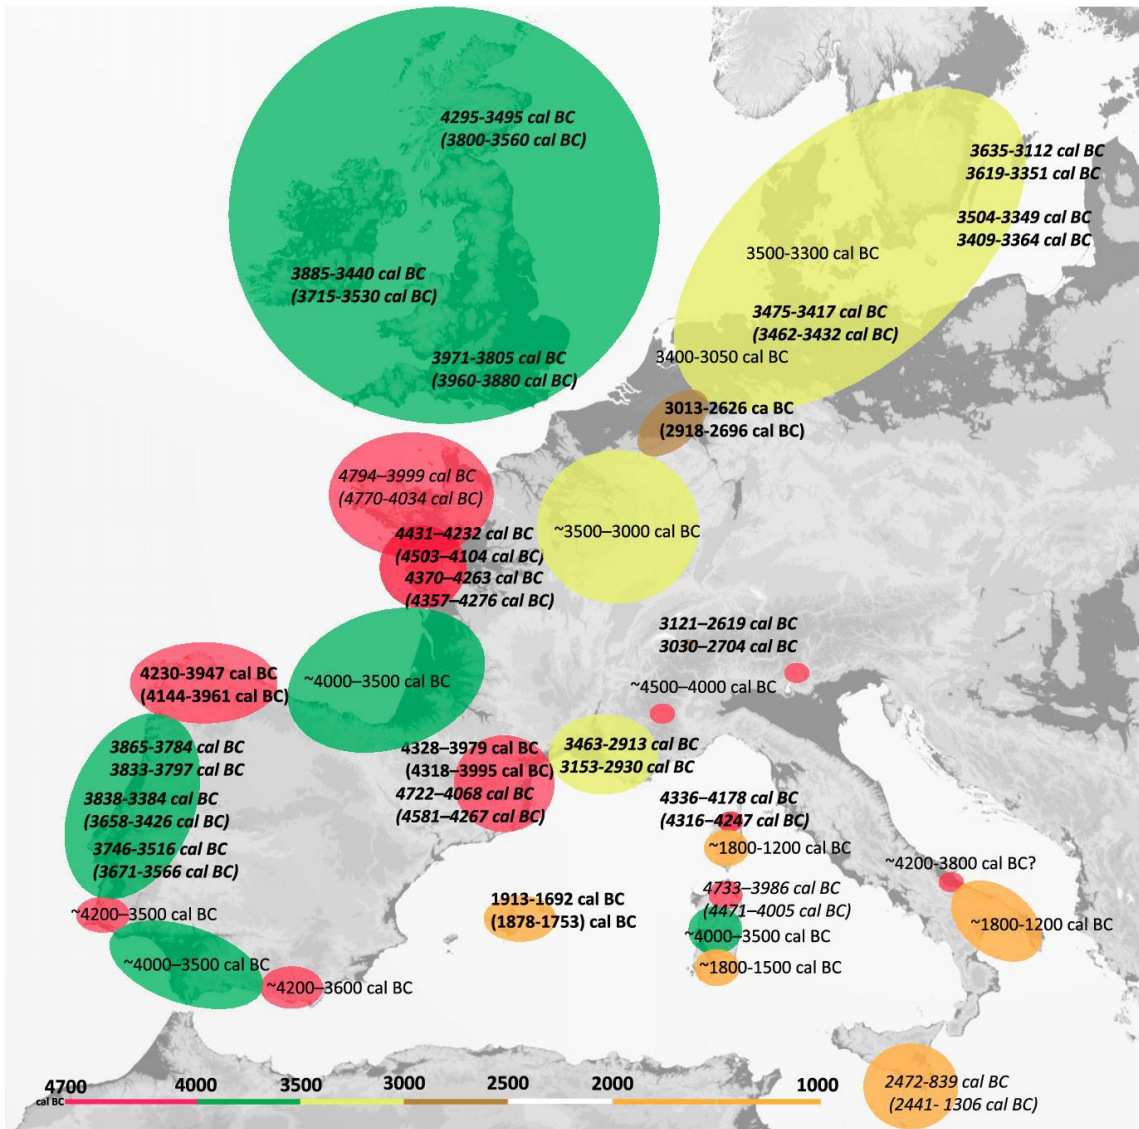 4295-3495 cal BC
(3800-3560 cal BC)
3635-3112 cal BC
3619-3351 cal BC
3504-3349 cal BC
3409-3364 cal BC
3500-3300 cal BC
3885-3440 cal BC
(3715-3530 cal BC)
3475-3417 cal BC
(3462-3432 cal BC)
3971-3805 cal BC
(3960-3880 cal BC)
3400-3050 cal BC
3013-2626 ca BC
(2918-2696 cal BC)
4794–3999 cal BC
(4770-4034 cal BC)
4431–4232 cal BC
(4503–4104 cal BC)
4370–4263 cal BC
(4357–4276 cal BC)
~3500–3000 cal BC
3121–2619 cal BC
3030–2704 cal BC
4230-3947 cal BC
(4144-3961 cal BC)
~4000–3500 cal BC
~4500–4000 cal BC
3865-3784 cal BC
3833-3797 cal BC
3838-3384 cal BC
(3658-3426 cal BC)
3746-3516 cal BC
(3671-3566 cal BC)
4328–3979 cal BC
(4318–3995 cal BC)
4722–4068 cal BC
(4581–4267 cal BC)
3463-2913 cal BC
3153-2930 cal BC
4336–4178 cal BC
(4316–4247 cal BC)
~1800-1200 cal BC
~4200-3800 cal BC?
4733–3986 cal BC
(4471–4005 cal BC)
~4000–3500 cal BC
~1800-1500 cal BC
1913-1692 cal BC
(1878-1753) cal BC
~1800-1200 cal BC
~4200–3500 cal BC
~4000–3500 cal BC
~4200–3600 cal BC
2472-839 cal BC
(2441- 1306 cal BC)
4700 4000 3500 3000 2500 2000 1000
cal BC